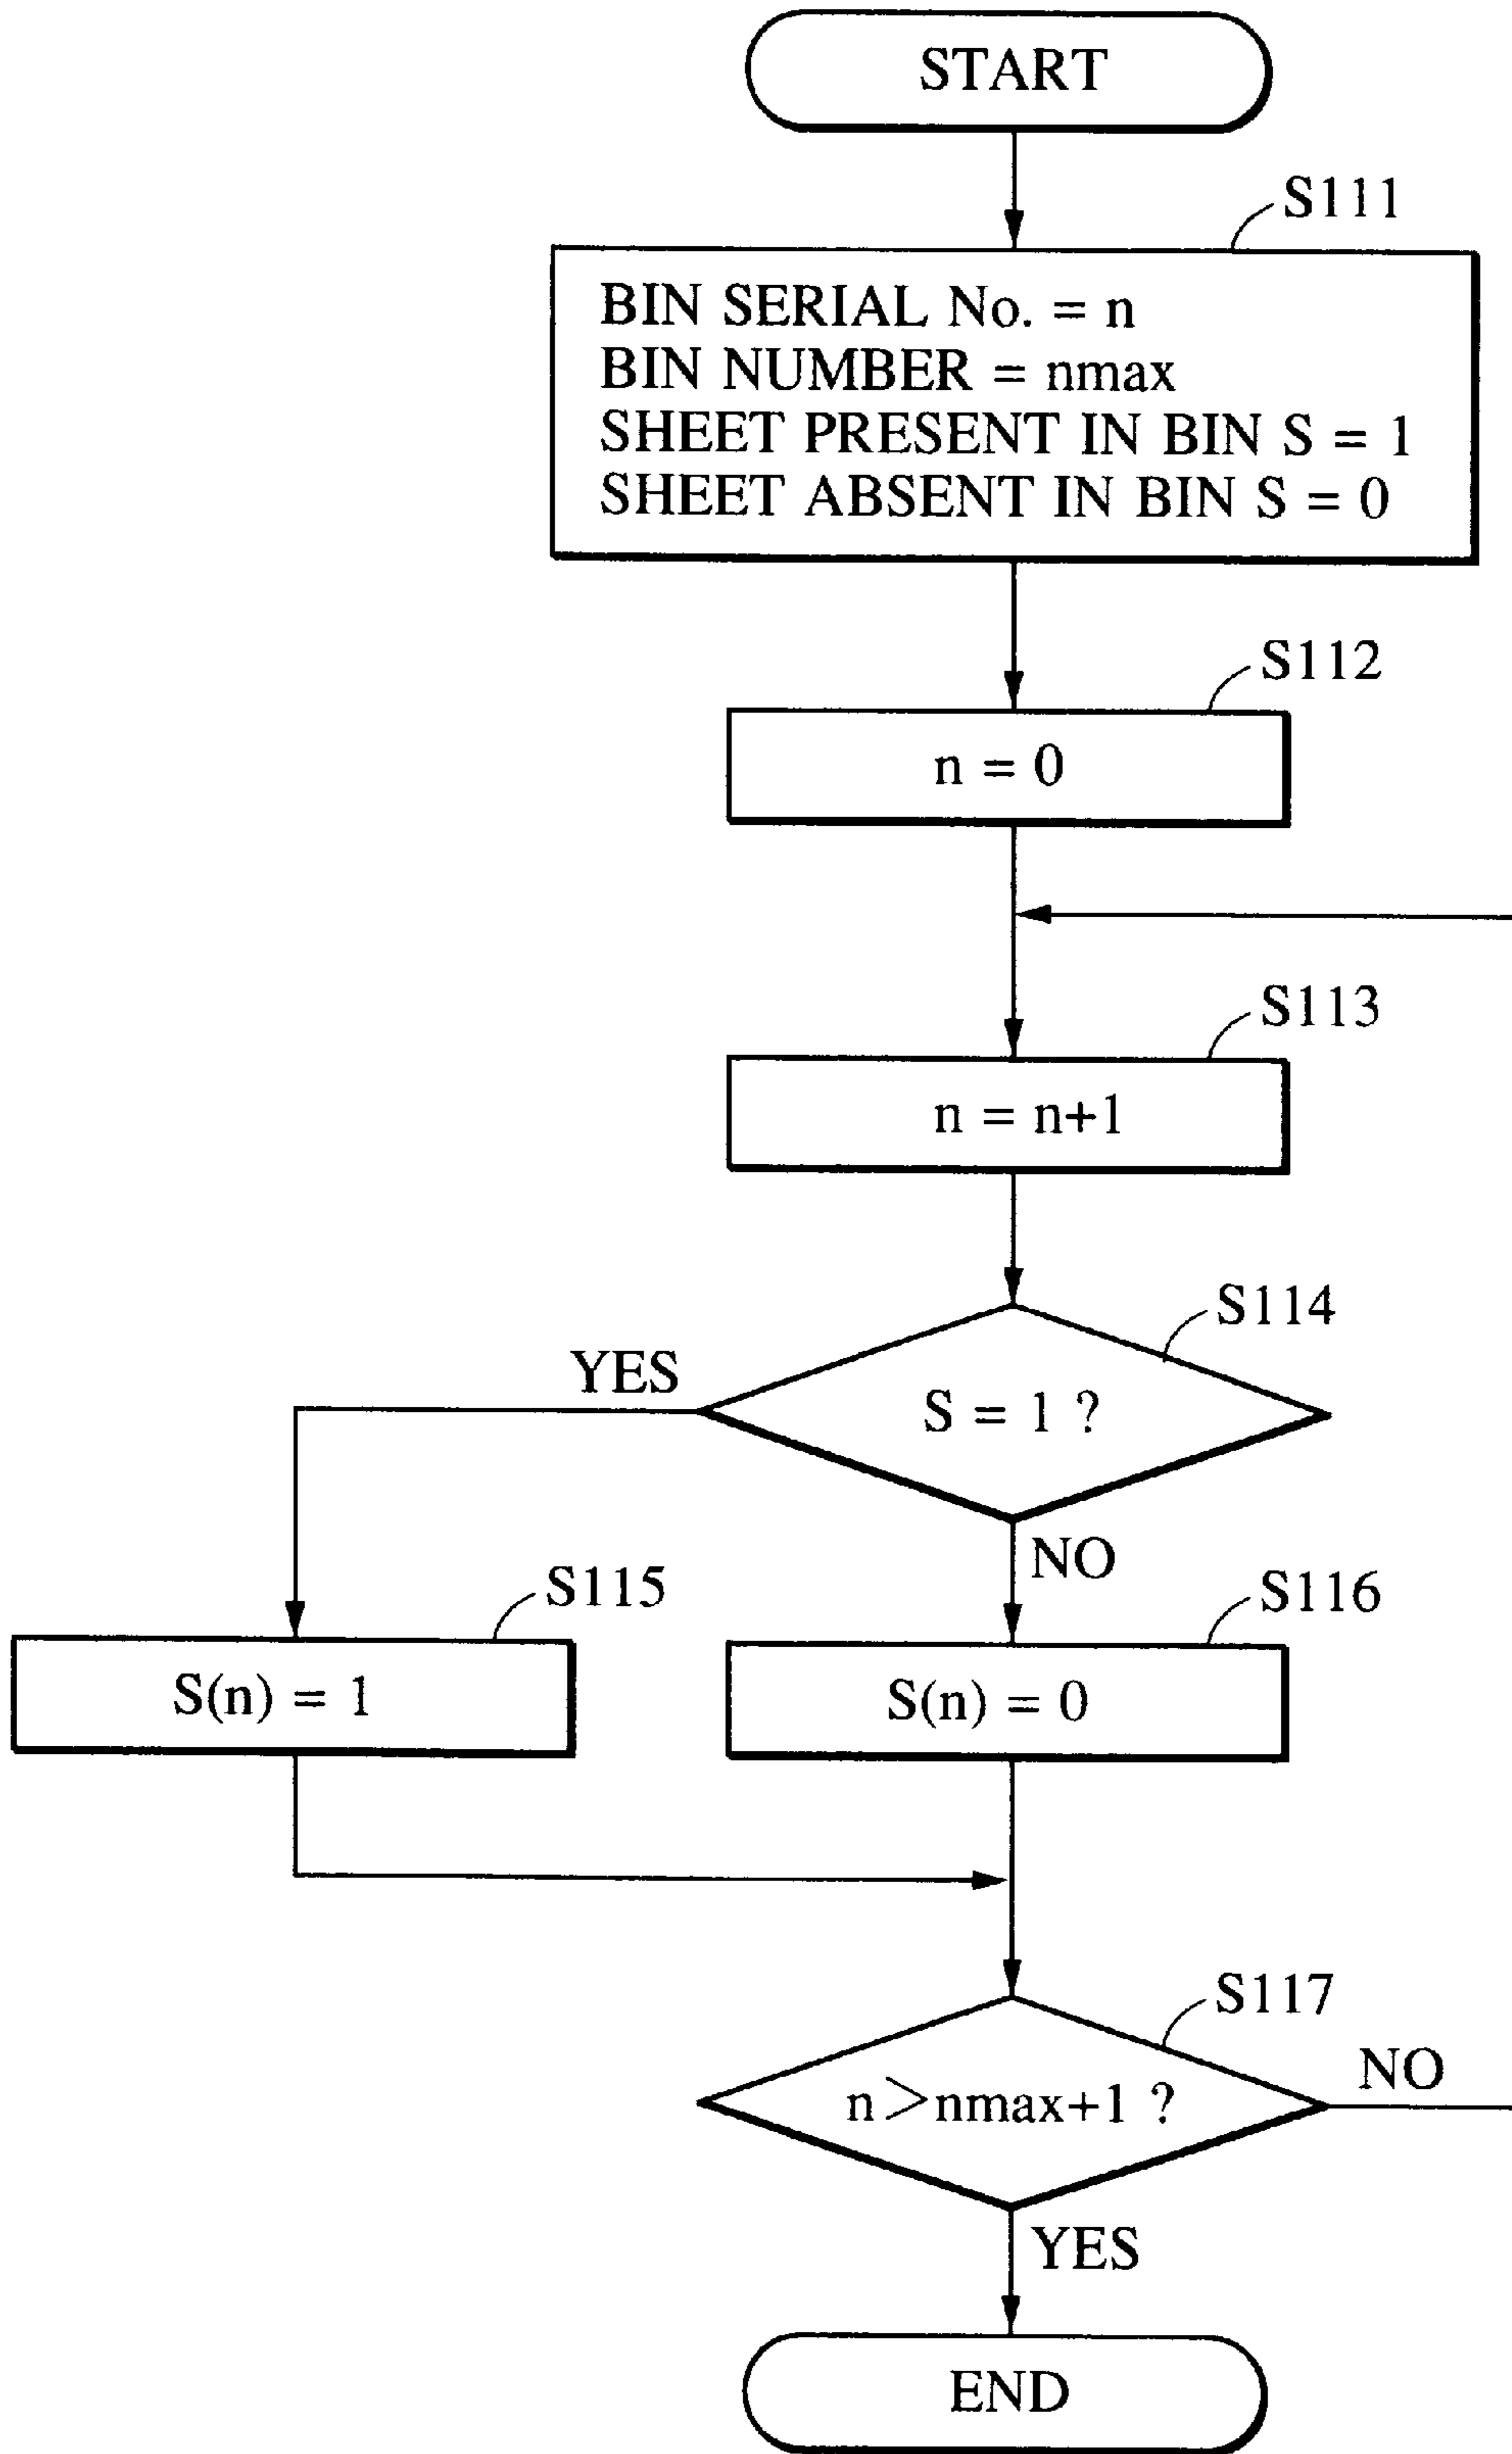 START
S111
BIN SERIAL No. = n
BIN NUMBER = nmax
SHEET PRESENT IN BIN S = 1
SHEET ABSENT IN BIN S = 0
S112
n = 0
S113
n = n+1
S114
YES
S = 1 ?
NO
S115
S116
S(n) = 1
S(n) = 0
S117
NO
n>nmax+1 ?
YES
END